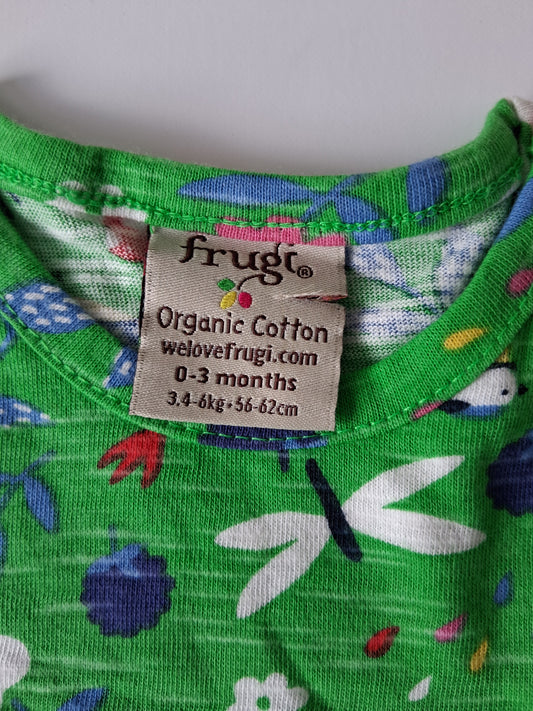 frugi®
Organic Cotton
welovefrugi.com
0-3 months
3.4-6kg • 56-62cm